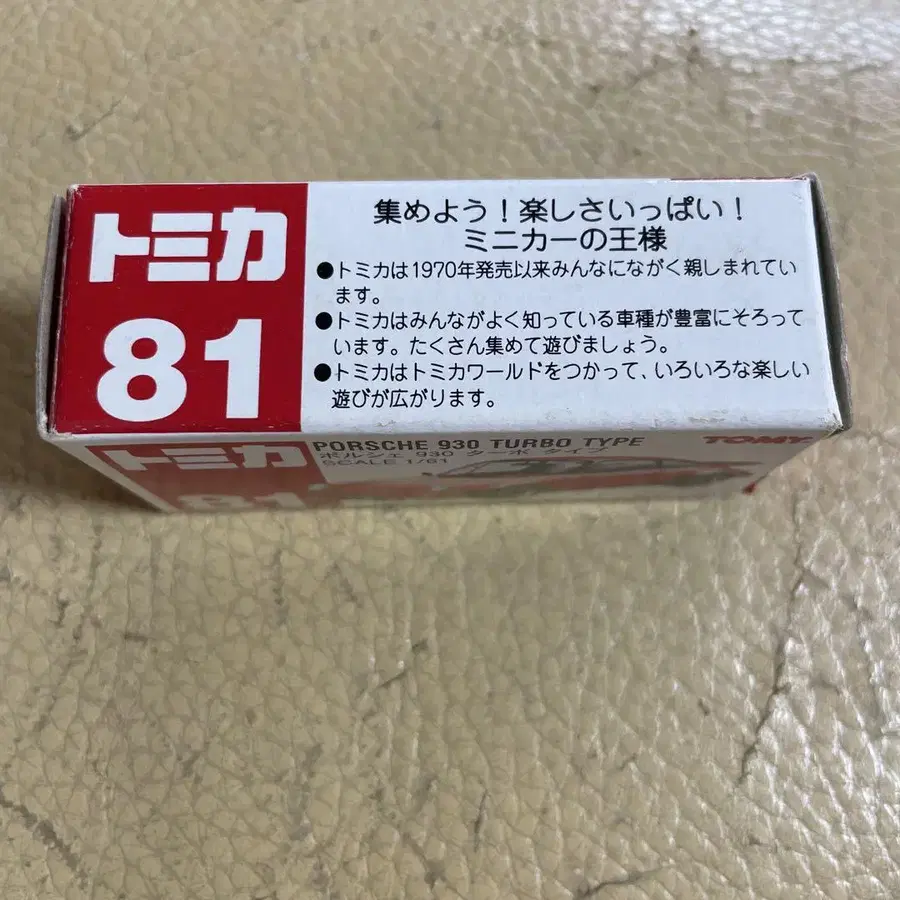 トミカ
81
集めよう!楽しさいっぱい!
ミニカーの王様
●トミカは1970年発売以来みんなにながく親しまれてい
ます。
●トミカはみんながよく知っている車種が豊富にそろって
います。たくさん集めて遊びましょう。
●トミカはトミカワールドをつかって、いろいろな楽しい
遊びが広がります。
トミカ
81
PORSCHE 930 TURBO TYPE
ポルシェ 930 ターボ タイプ
SCALE 1/61
TOMY